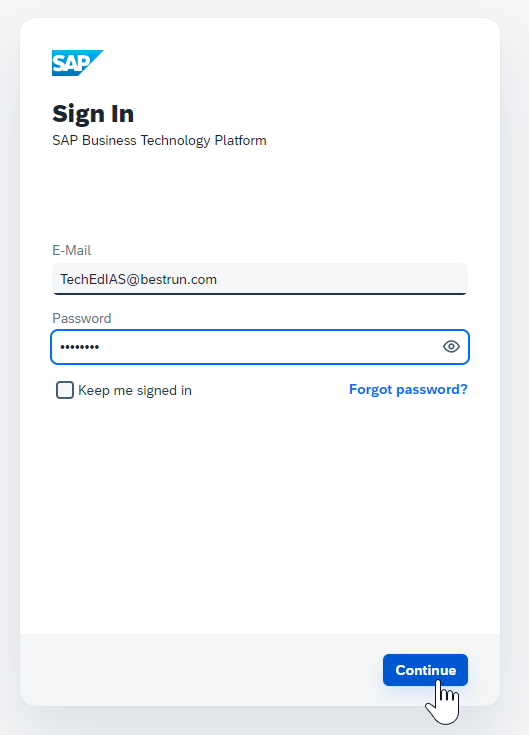 SAP
Sign In
SAP Business Technology Platform
E-Mail
TechEdIAS@bestrun.com
Password
••••••••
Keep me signed in
Forgot password?
Continue